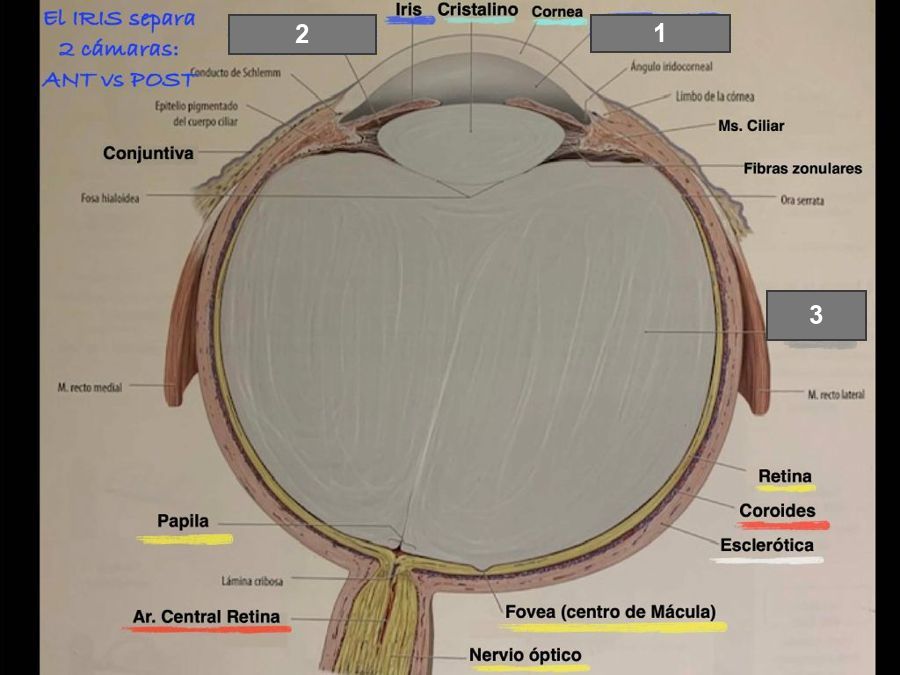 El IRIS separa
2 cámaras:
ANT vs POST
2
Iris
Cristalino
Cornea
1
Conducto de Schlemm
Ángulo iridocorneal
Epitelio pigmentado
del cuerpo ciliar
Limbo de la córnea
Ms. Ciliar
Conjuntiva
Fibras zonulares
Fosa hialoidea
Ora serrata
3
M. recto medial
M. recto lateral
Retina
Coroides
Papila
Esclerótica
Lámina cribosa
Ar. Central Retina
Fovea (centro de Mácula)
Nervio óptico